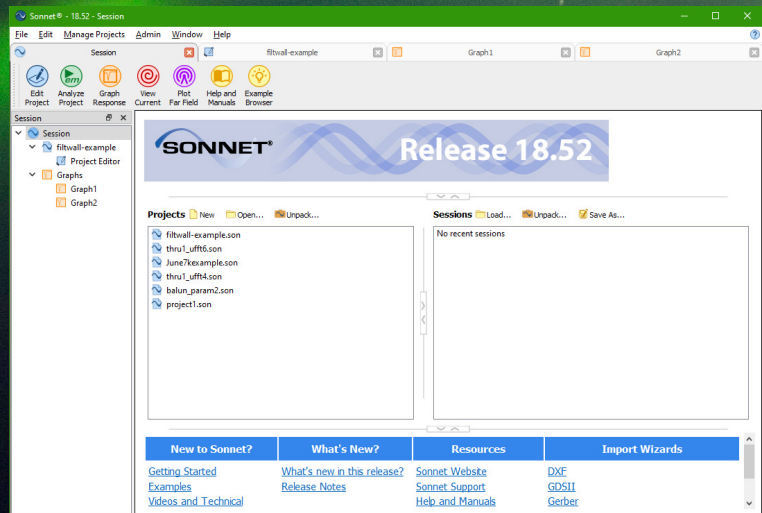 Sonnet® - 18.52 - Session
File Edit Manage Projects Admin Window Help
Session filtwall-example Graph1 Graph2
Edit Project Analyze Project Graph Response View Current Plot Far Field Help and Manuals Example Browser
Session
Session
filtwall-example
Project Editor
Graphs
Graph1
Graph2
SONNET® Release 18.52
Projects New Open... Unpack... Sessions Load... Unpack... Save As...
filtwall-example.son
thru1_ufft6.son
June7kexample.son
thru1_ufft4.son
balun_param2.son
project1.son
No recent sessions
New to Sonnet? What's New? Resources Import Wizards
Getting Started What's new in this release? Sonnet Website DXF
Examples Release Notes Sonnet Support GDSII
Videos and Technical Help and Manuals Gerber